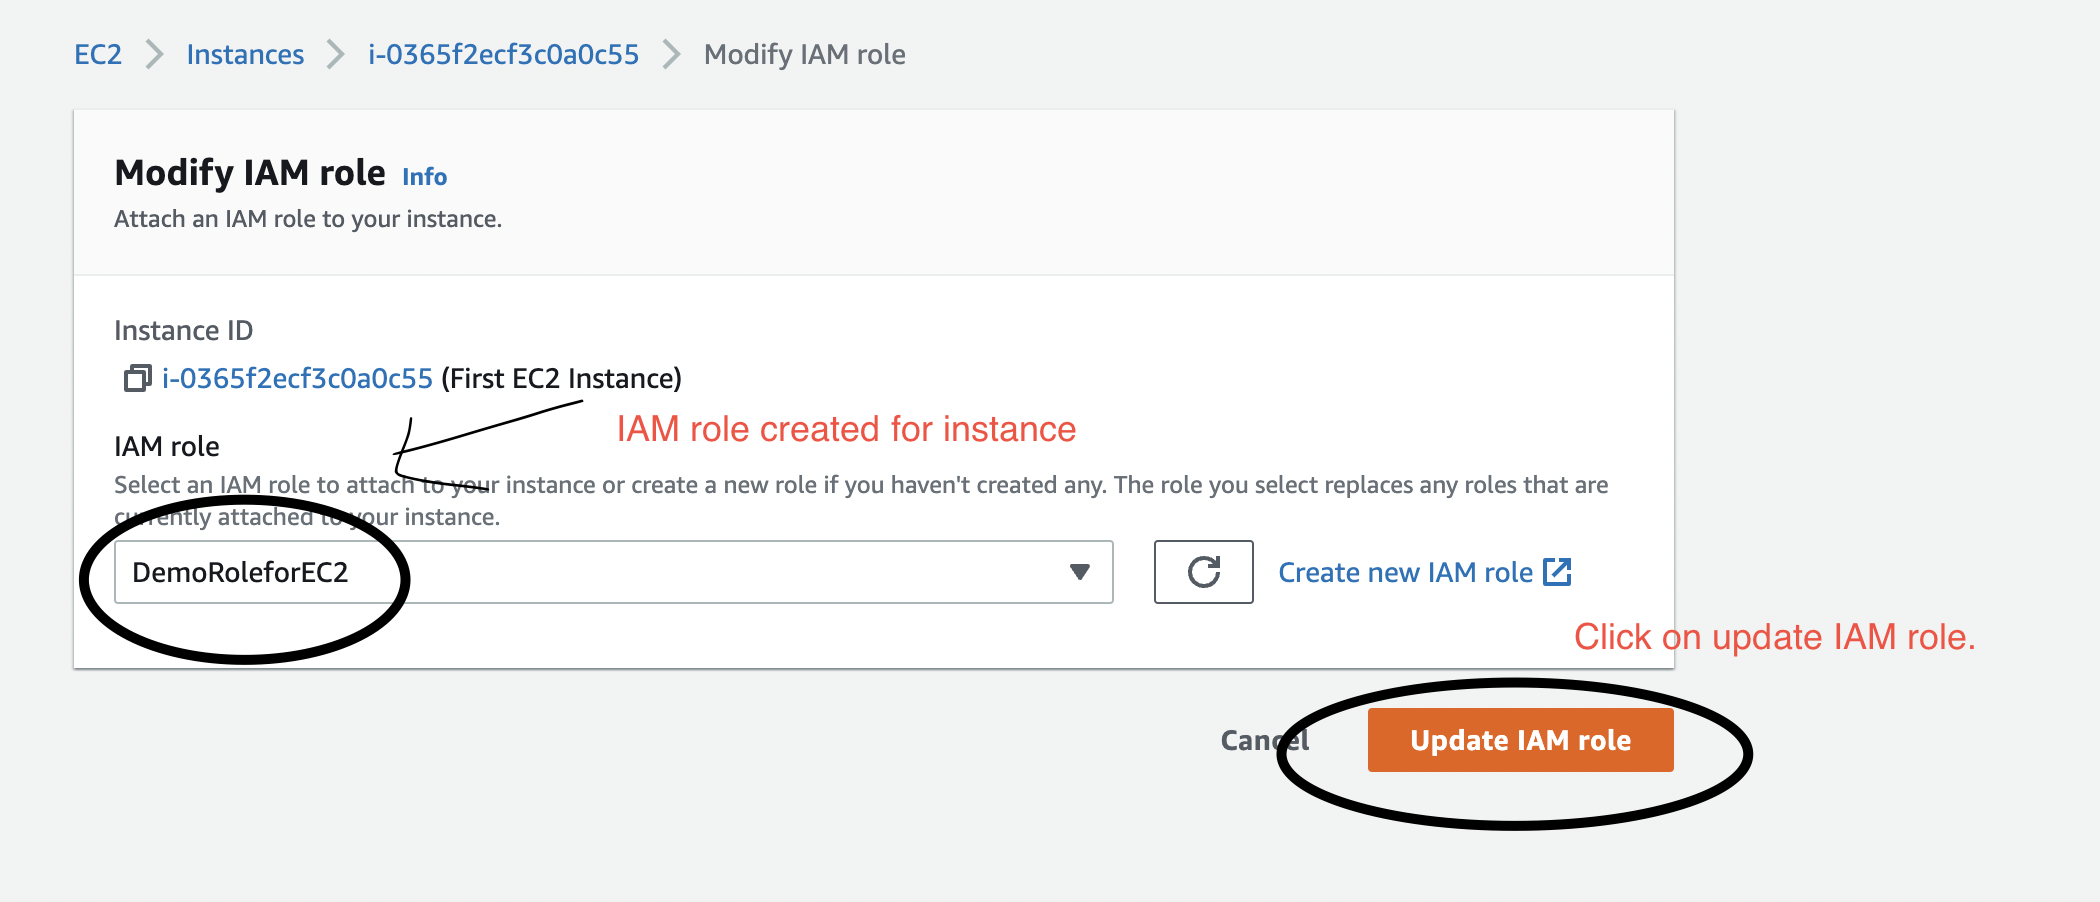 EC2 Instances i-0365f2ecf3c0a0c55 Modify IAM role
Modify IAM role Info
Attach an IAM role to your instance.
Instance ID
i-0365f2ecf3c0a0c55 (First EC2 Instance)
IAM role created for instance
IAM role
Select an IAM role to attach to your instance or create a new role if you haven't created any. The role you select replaces any roles that are
currently attached to your instance.
DemoRoleforEC2
Create new IAM role
Click on update IAM role.
Cancel
Update IAM role